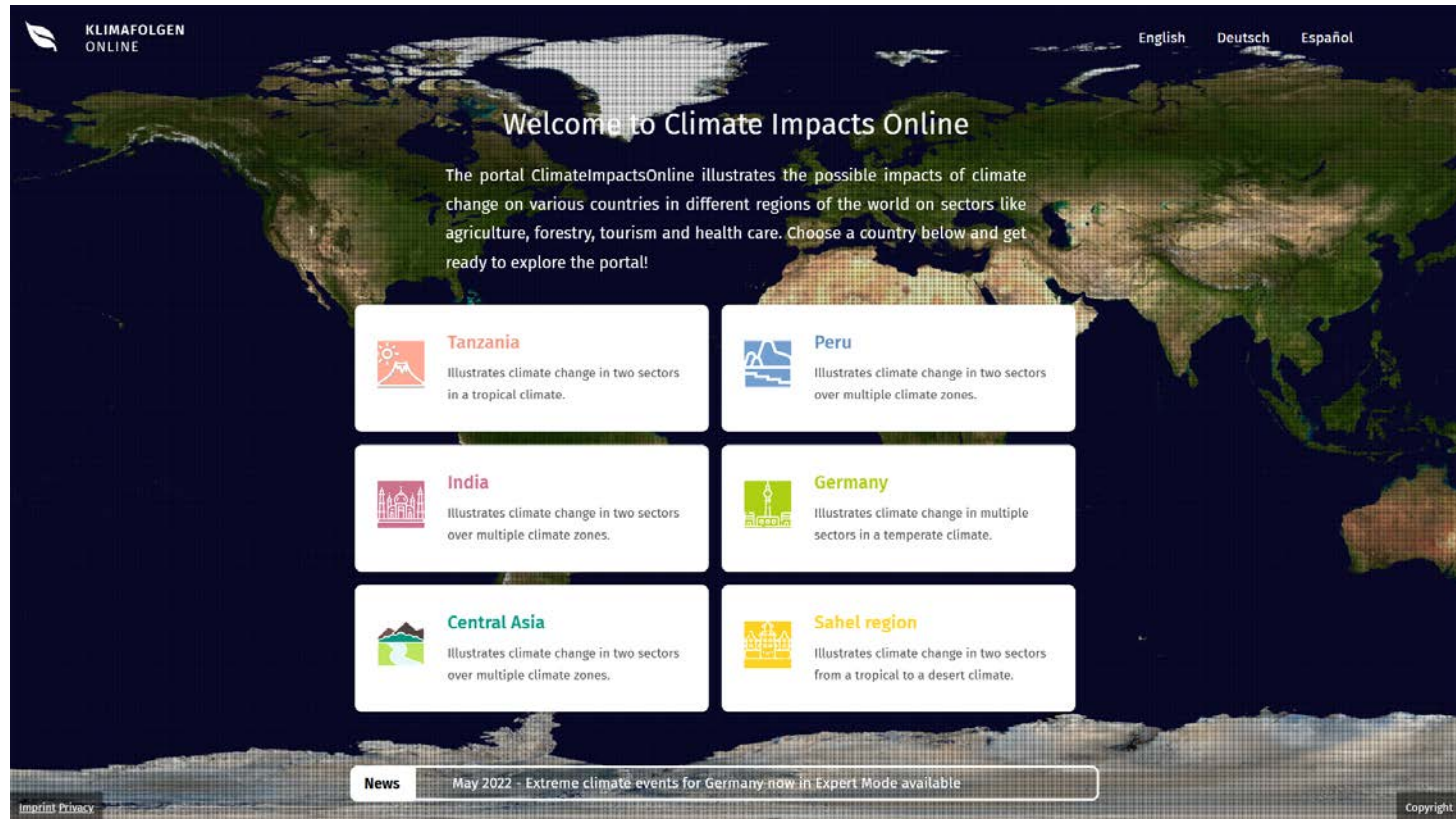 KLIMAFOLGEN
ONLINE
English Deutsch Español
Welcome to Climate Impacts Online
The portal ClimateImpactsOnline illustrates the possible impacts of climate
change on various countries in different regions of the world on sectors like
agriculture, forestry, tourism and health care. Choose a country below and get
ready to explore the portal!
Tanzania
Illustrates climate change in two sectors
in a tropical climate.
Peru
Illustrates climate change in two sectors
over multiple climate zones.
India
Illustrates climate change in two sectors
over multiple climate zones.
Germany
Illustrates climate change in multiple
sectors in a temperate climate.
Central Asia
Illustrates climate change in two sectors
over multiple climate zones.
Sahel region
Illustrates climate change in two sectors
from a tropical to a desert climate.
News May 2022 - Extreme climate events for Germany now in Expert Mode available
Imprint Privacy Copyright